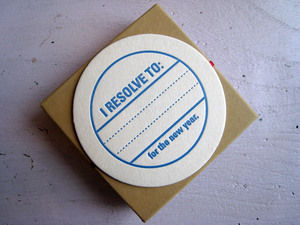 I RESOLVE TO:
for the new year.